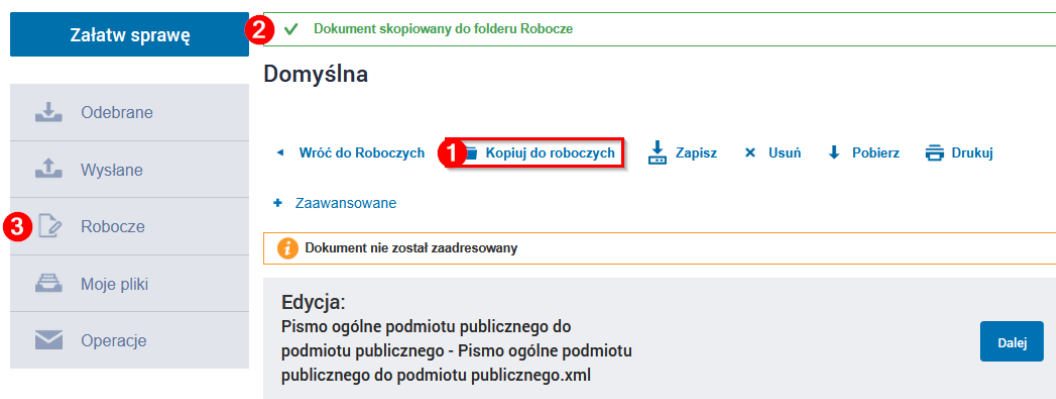 Załatw sprawę
Odebrane
Wysłane
3 Robocze
Moje pliki
Operacje
2 Dokument skopiowany do folderu Robocze
Domyślna
Wróć do Roboczych 1 Kopiuj do roboczych Zapisz Usuń Pobierz Drukuj
+ Zaawansowane
i Dokument nie został zaadresowany
Edycja:
Pismo ogólne podmiotu publicznego do
podmiotu publicznego - Pismo ogólne podmiotu
publicznego do podmiotu publicznego.xml
Dalej